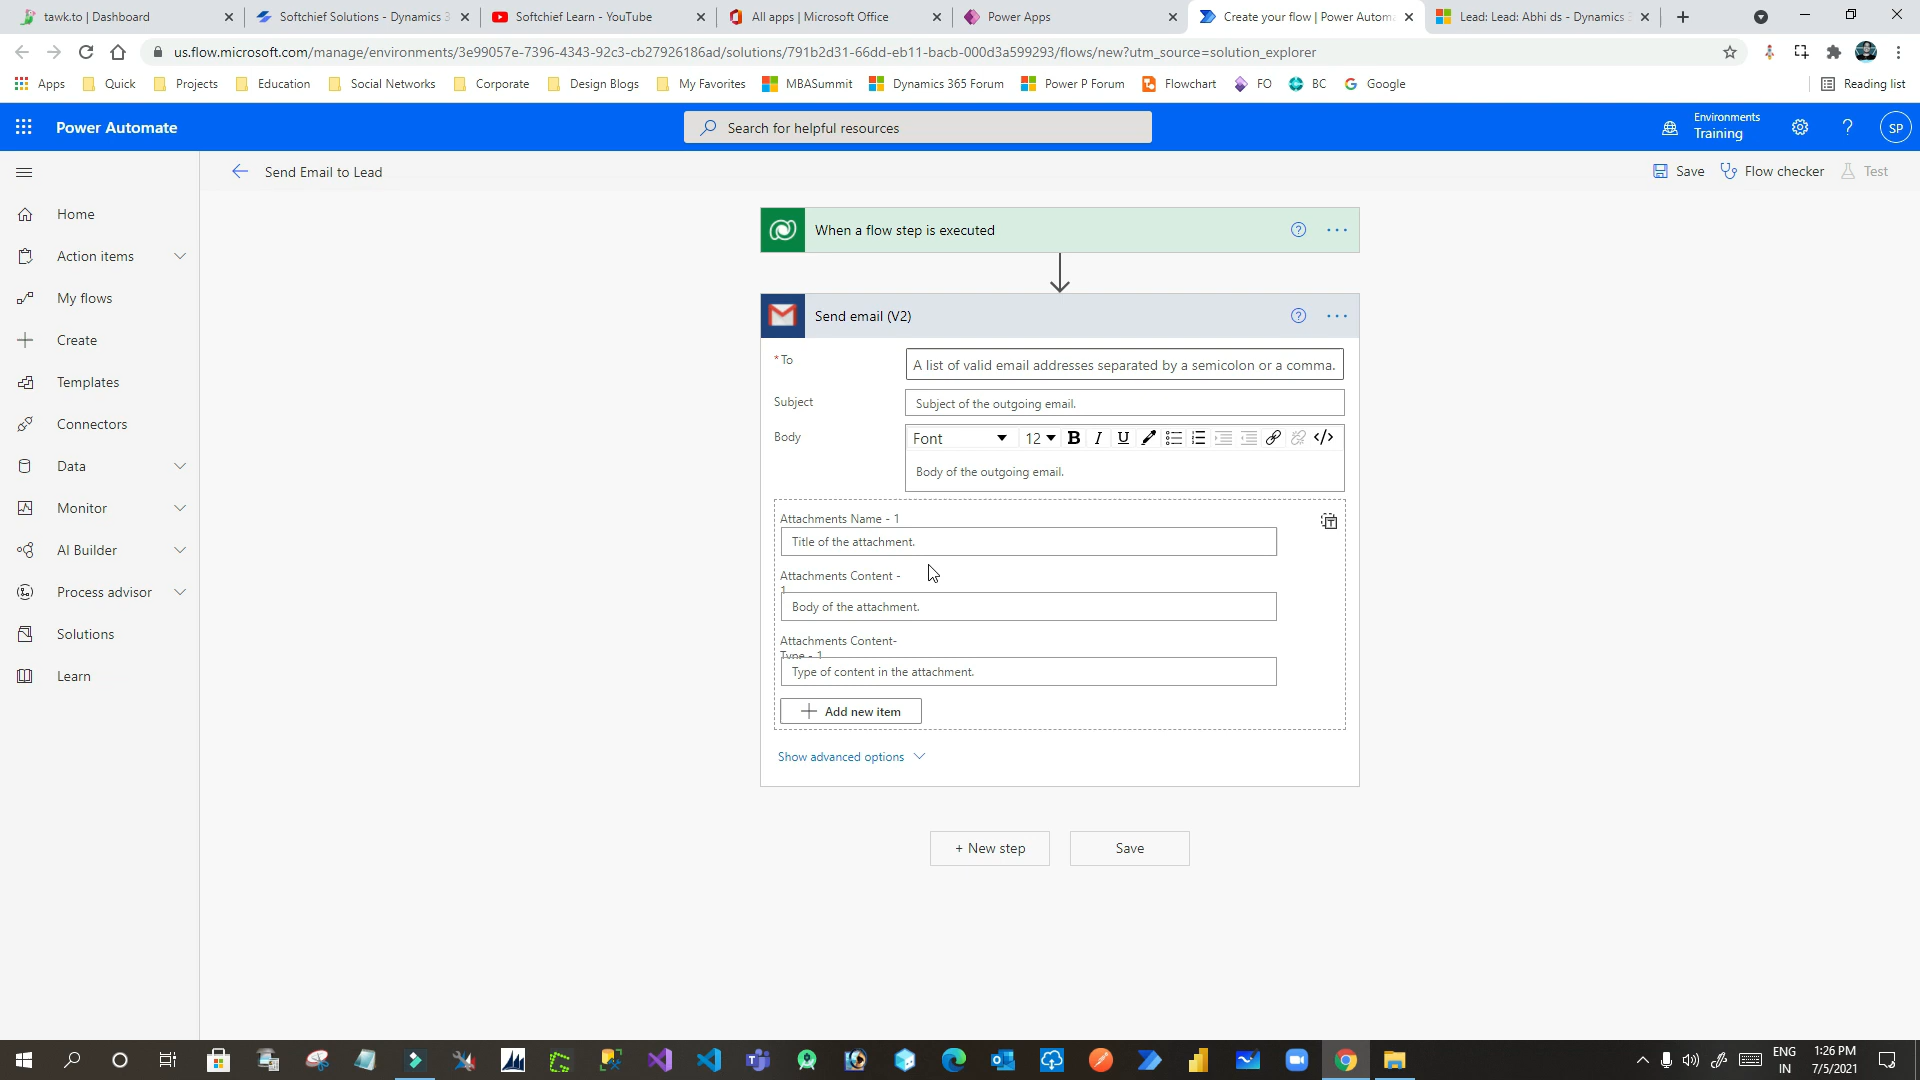 tawk.to | Dashboard
Softchief Solutions - Dynamics 3
Softchief Learn - YouTube
All apps | Microsoft Office
Power Apps
Create your flow | Power Automa
Lead: Lead: Abhi ds - Dynamics 3
us.flow.microsoft.com/manage/environments/3e99057e-7396-4343-92c3-cb27926186ad/solutions/791b2d31-66dd-eb11-bacb-000d3a599293/flows/new?utm_source=solution_explorer
Apps
Quick
Projects
Education
Social Networks
Corporate
Design Blogs
My Favorites
MBASummit
Dynamics 365 Forum
Power P Forum
Flowchart
FO
BC
Google
Reading list
Power Automate
Search for helpful resources
Environments
Training
?
SP
Send Email to Lead
Save
Flow checker
Test
Home
Action items
My flows
Create
Templates
Connectors
Data
Monitor
AI Builder
Process advisor
Solutions
Learn
When a flow step is executed
Send email (V2)
* To
A list of valid email addresses separated by a semicolon or a comma.
Subject
Subject of the outgoing email.
Body
Font
12
B I U
Body of the outgoing email.
Attachments Name - 1
Title of the attachment.
Attachments Content -
1
Body of the attachment.
Attachments Content-
Type - 1
Type of content in the attachment.
Add new item
Show advanced options
+ New step
Save
ENG
IN
1:26 PM
7/5/2021